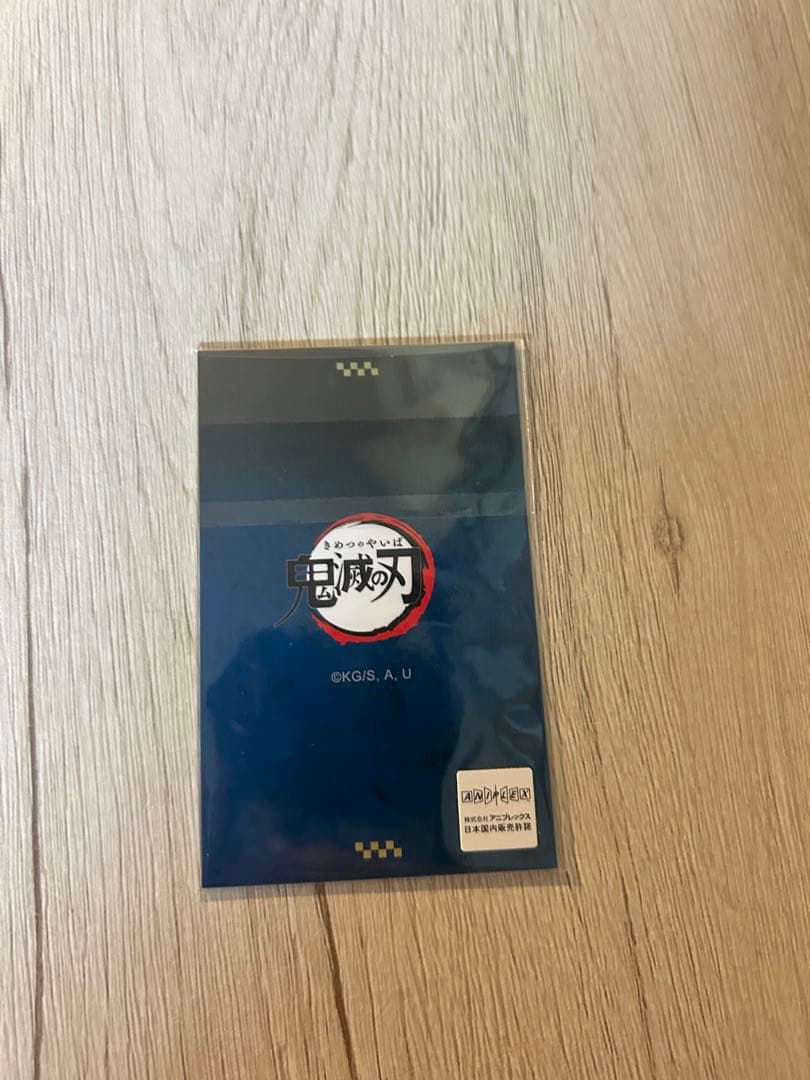 きめつのやいば
鬼滅の刃
©KG/S, A, U
ANIPLEX
株式会社アニプレックス
日本国内販売許諾